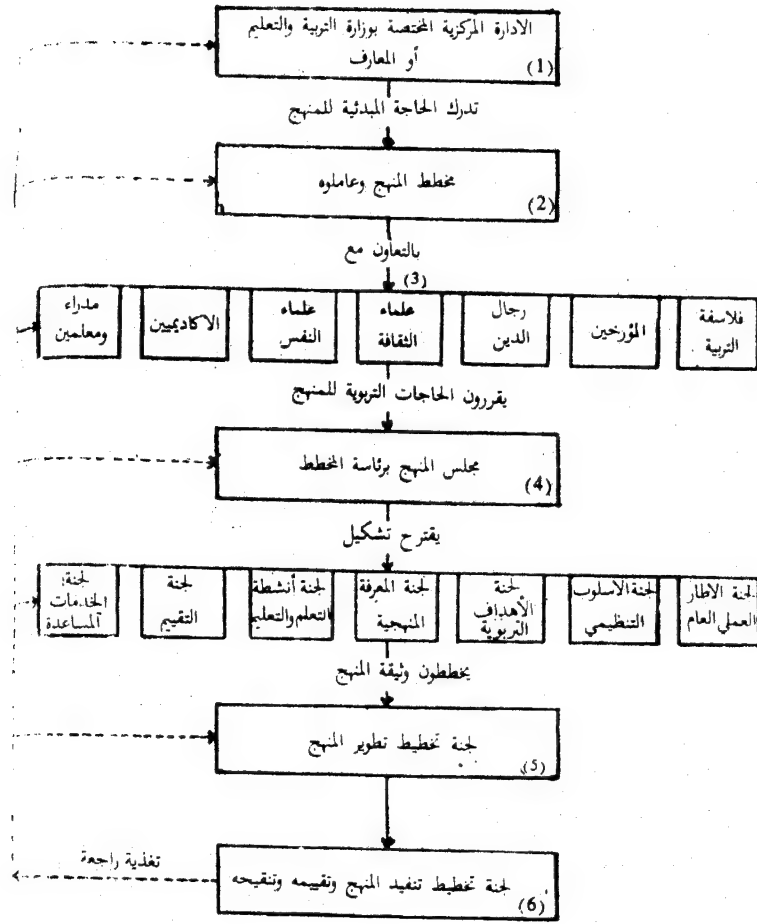 الادارة المركزية المختصة بوزارة التربية والتعليم
أو المعارف
(1)
تدرك الحاجة المبدئية للمنهج
مخطط المنهج وعاملوه
(2)
بالتعاون مع
(3)
فلاسفة
التربية
المؤرخين
رجال
الدين
علماء
الثقافة
علماء
النفس
الاكاديميين
مدراء
ومعلمين
يقررون الحاجات التربوية للمنهج
مجلس المنهج برئاسة المخطط
(4)
يقترح تشكيل
لجنة الاطار
العملي العام
لجنة الاسلوب
التنظيمي
لجنة
الأهداف
التربوية
لجنة المعرفة
المنهجية
لجنة أنشطة
التعلم والتعليم
لجنة
التقييم
لجنة
الخدمات
المساعدة
يخططون وثيقة المنهج
لجنة تخطيط تطوير المنهج
(5)
تغذية راجعة
لجنة تخطيط تنفيد المنهج وتقييمه وتنقيحه
(6)